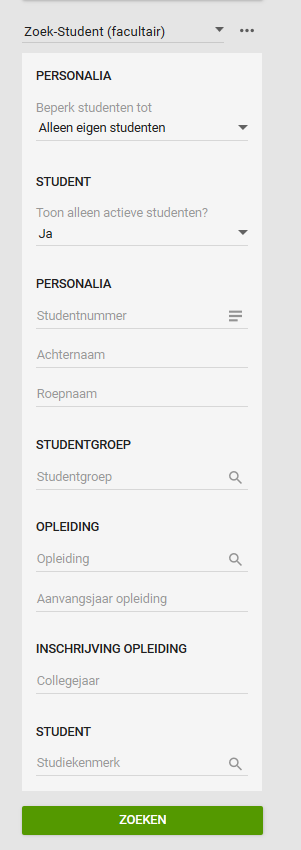 Zoek-Student (facultair)
PERSONALIA
Beperk studenten tot
Alleen eigen studenten
STUDENT
Toon alleen actieve studenten?
Ja
PERSONALIA
Studentnummer
Achternaam
Roepnaam
STUDENTGROEP
Studentgroep
OPLEIDING
Opleiding
Aanvangsjaar opleiding
INSCHRIJVING OPLEIDING
Collegejaar
STUDENT
Studiekenmerk
ZOEKEN